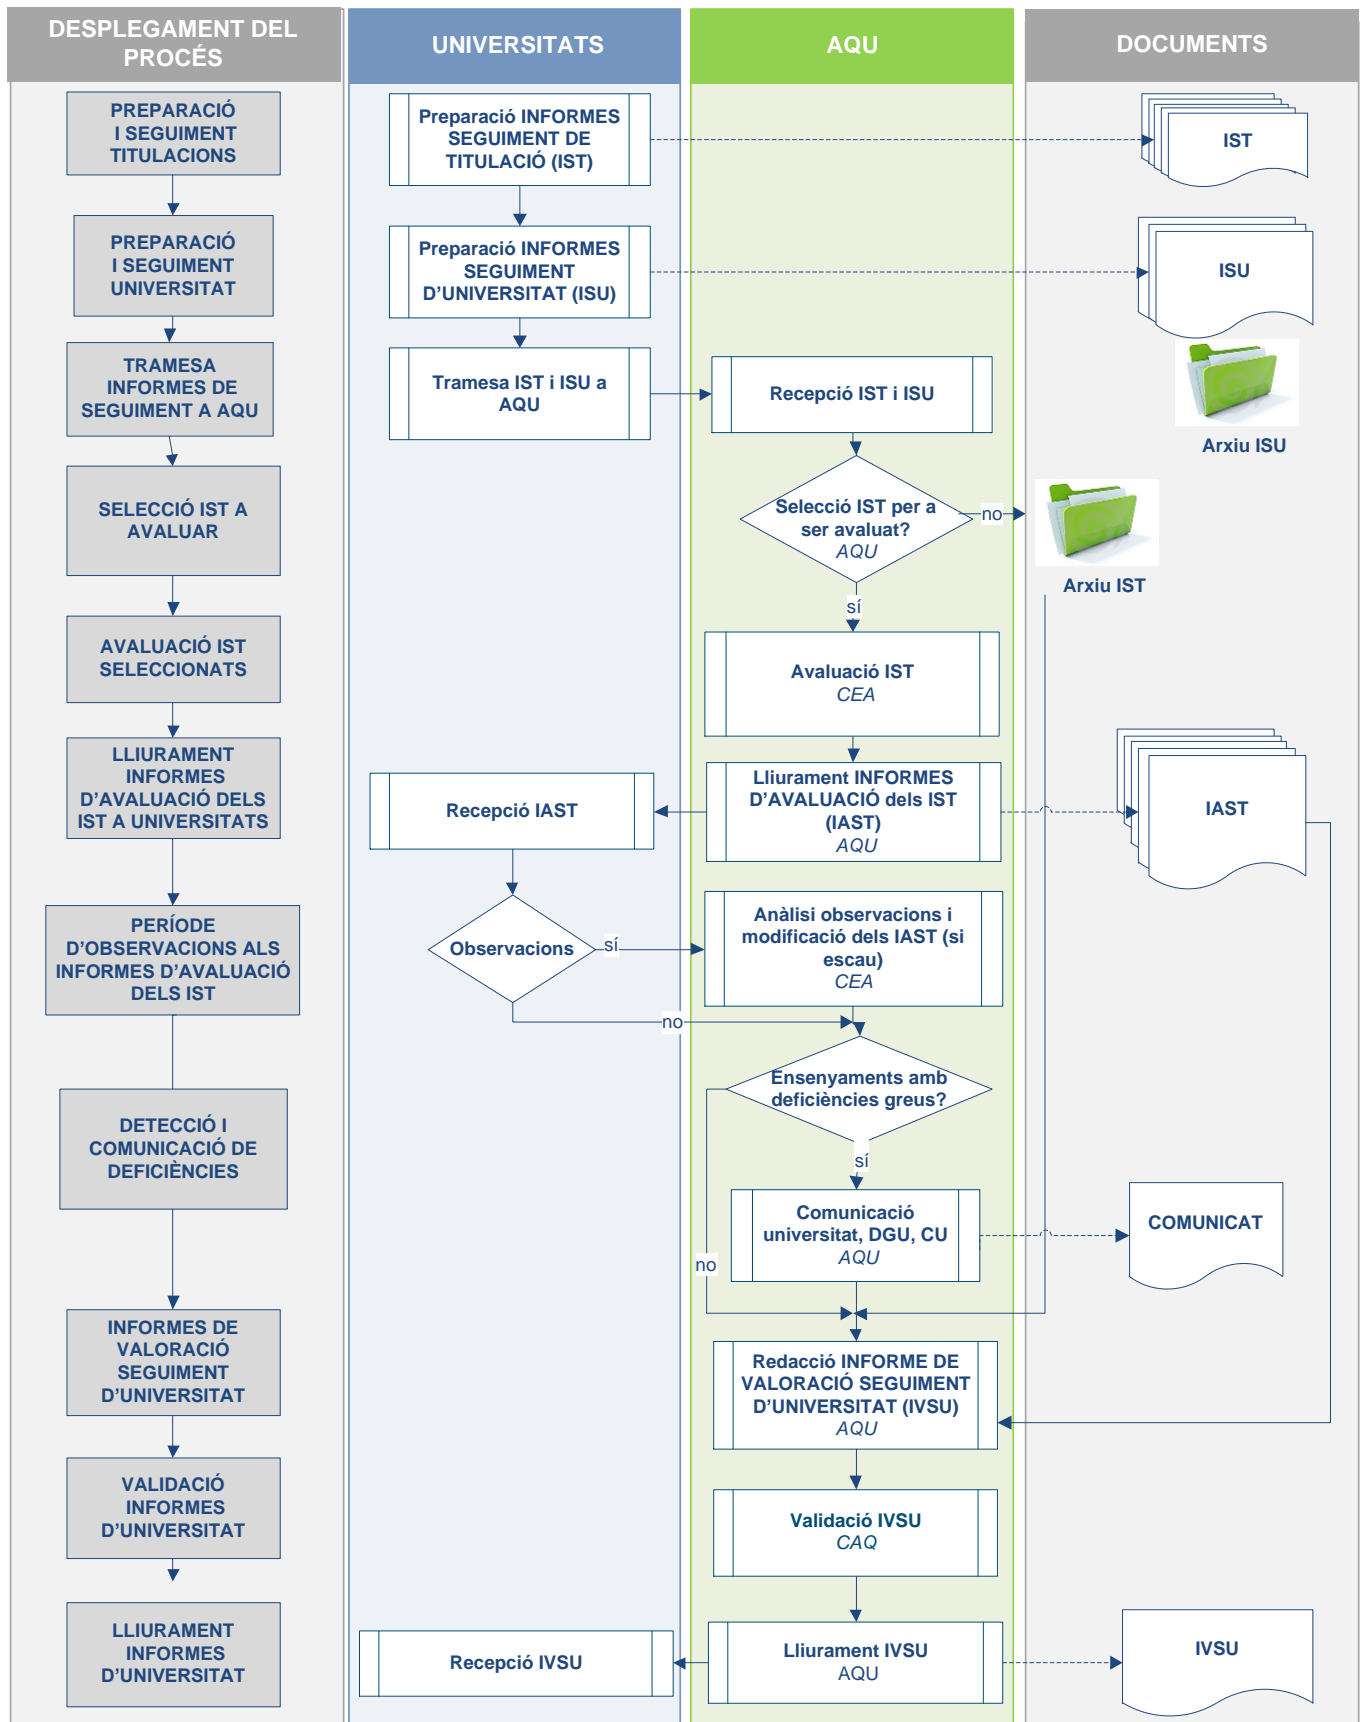 DESPLEGAMENT DEL
PROCÉS
UNIVERSITATS
AQU
DOCUMENTS
PREPARACIÓ
I SEGUIMENT
TITULACIONS
Preparació INFORMES
SEGUIMENT DE
TITULACIÓ (IST)
IST
PREPARACIÓ
I SEGUIMENT
UNIVERSITAT
Preparació INFORMES
SEGUIMENT
D'UNIVERSITAT (ISU)
ISU
TRAMESA
INFORMES DE
SEGUIMENT A AQU
Tramesa IST i ISU a
AQU
Recepció IST i ISU
Arxiu ISU
SELECCIÓ IST A
AVALUAR
Selecció IST per a
ser avaluat?
AQU
no
Arxiu IST
sí
AVALUACIÓ IST
SELECCIONATS
Avaluació IST
CEA
LLIURAMENT
INFORMES
D'AVALUACIÓ DELS
IST A UNIVERSITATS
Recepció IAST
Lliurament INFORMES
D'AVALUACIÓ dels IST
(IAST)
AQU
IAST
PERÍODE
D'OBSERVACIONS ALS
INFORMES D'AVALUACIÓ
DELS IST
Observacions
sí
Anàlisi observacions i
modificació dels IAST (si
escau)
CEA
no
Ensenyaments amb
deficiències greus?
sí
no
DETECCIÓ I
COMUNICACIÓ DE
DEFICIÈNCIES
Comunicació
universitat, DGU, CU
AQU
COMUNICAT
INFORMES DE
VALORACIÓ
SEGUIMENT
D'UNIVERSITAT
Redacció INFORME DE
VALORACIÓ SEGUIMENT
D'UNIVERSITAT (IVSU)
AQU
VALIDACIÓ
INFORMES
D'UNIVERSITAT
Validació IVSU
CAQ
LLIURAMENT
INFORMES
D'UNIVERSITAT
Recepció IVSU
Lliurament IVSU
AQU
IVSU